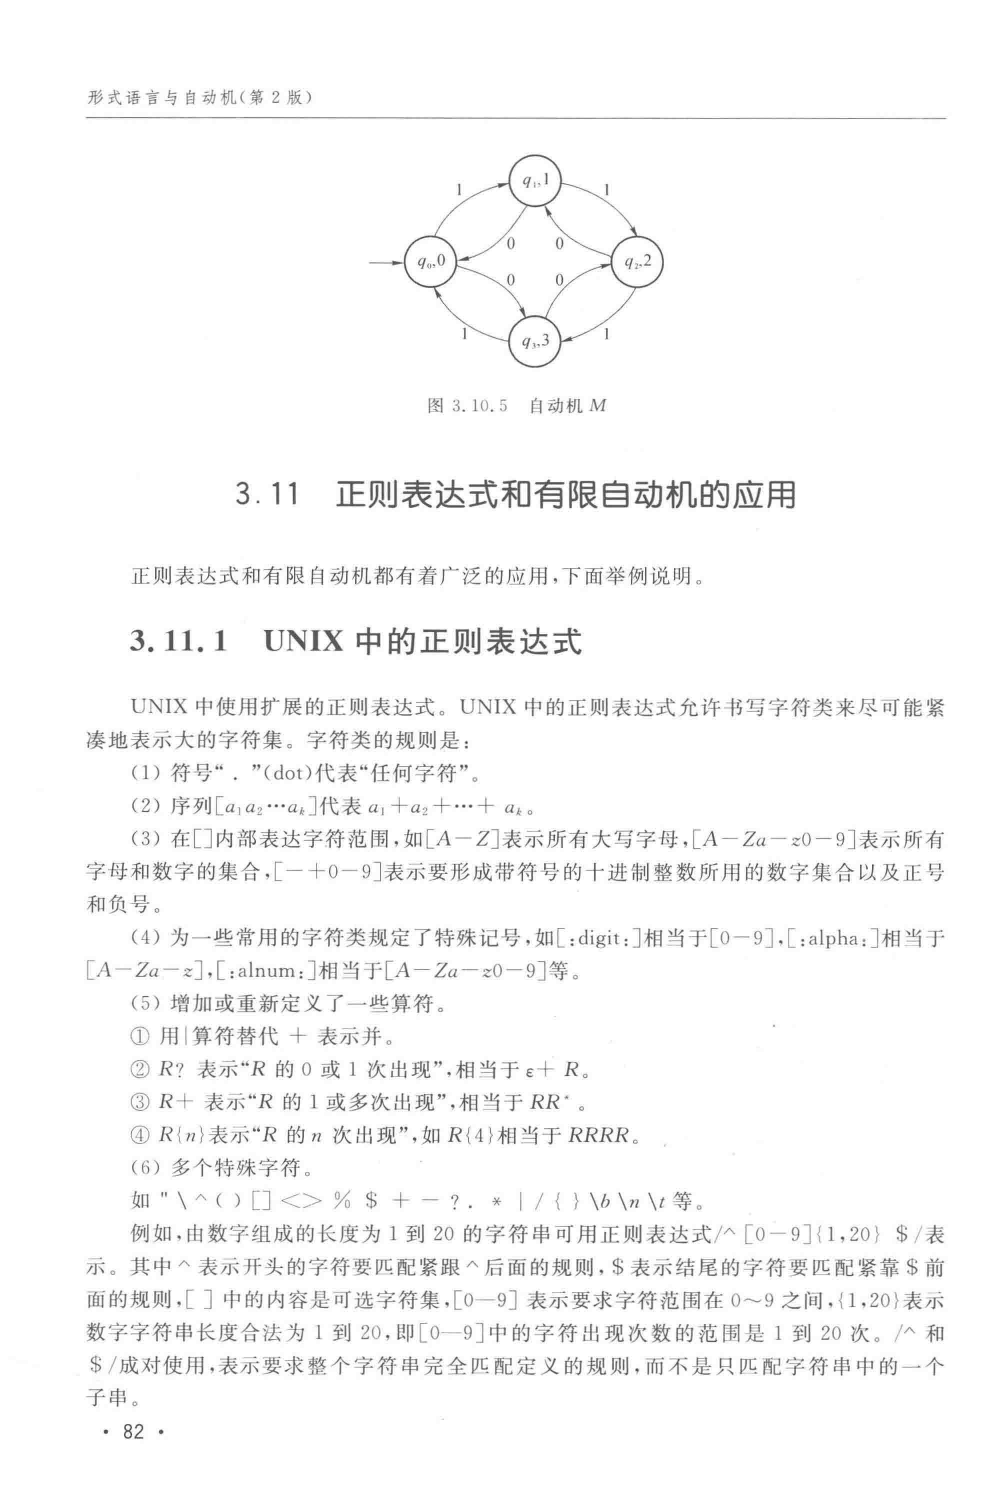 形式语言与自动机(第2版)
q₁,1
1
1
0
0
q₀,0
q₂,2
0
0
1
1
q₃,3
图 3.10.5 自动机 M
3.11 正则表达式和有限自动机的应用
正则表达式和有限自动机都有着广泛的应用,下面举例说明。
3.11.1 UNIX 中的正则表达式
UNIX 中使用扩展的正则表达式。UNIX 中的正则表达式允许书写字符类来尽可能紧
凑地表示大的字符集。字符类的规则是:
(1) 符号“. ”(dot)代表“任何字符”。
(2) 序列[a₁a₂…aₖ]代表 a₁+a₂+…+ aₖ。
(3) 在[]内部表达字符范围,如[A-Z]表示所有大写字母,[A-Za-z0-9]表示所有
字母和数字的集合,[-+0-9]表示要形成带符号的十进制整数所用的数字集合以及正号
和负号。
(4) 为一些常用的字符类规定了特殊记号,如[:digit:]相当于[0-9],[:alpha:]相当于
[A-Za-z],[:alnum:]相当于[A-Za-z0-9]等。
(5) 增加或重新定义了一些算符。
① 用|算符替代 + 表示并。
② R? 表示“R 的 0 或 1 次出现”,相当于 ε+ R。
③ R+ 表示“R 的 1 或多次出现”,相当于 RR*。
④ R{n}表示“R 的 n 次出现”,如 R{4}相当于 RRRR。
(6) 多个特殊字符。
如 " \ ^ ( ) [] <> % $ + - ? . * | / { } \b \n \t 等。
例如,由数字组成的长度为 1 到 20 的字符串可用正则表达式/^ [0-9]{1,20} $ /表
示。其中 ^ 表示开头的字符要匹配紧跟 ^ 后面的规则, $ 表示结尾的字符要匹配紧靠 $ 前
面的规则,[ ] 中的内容是可选字符集,[0—9] 表示要求字符范围在 0~9 之间,{1,20}表示
数字字符串长度合法为 1 到 20,即[0—9]中的字符出现次数的范围是 1 到 20 次。/^ 和
$ /成对使用,表示要求整个字符串完全匹配定义的规则,而不是只匹配字符串中的一个
子串。
· 82 ·